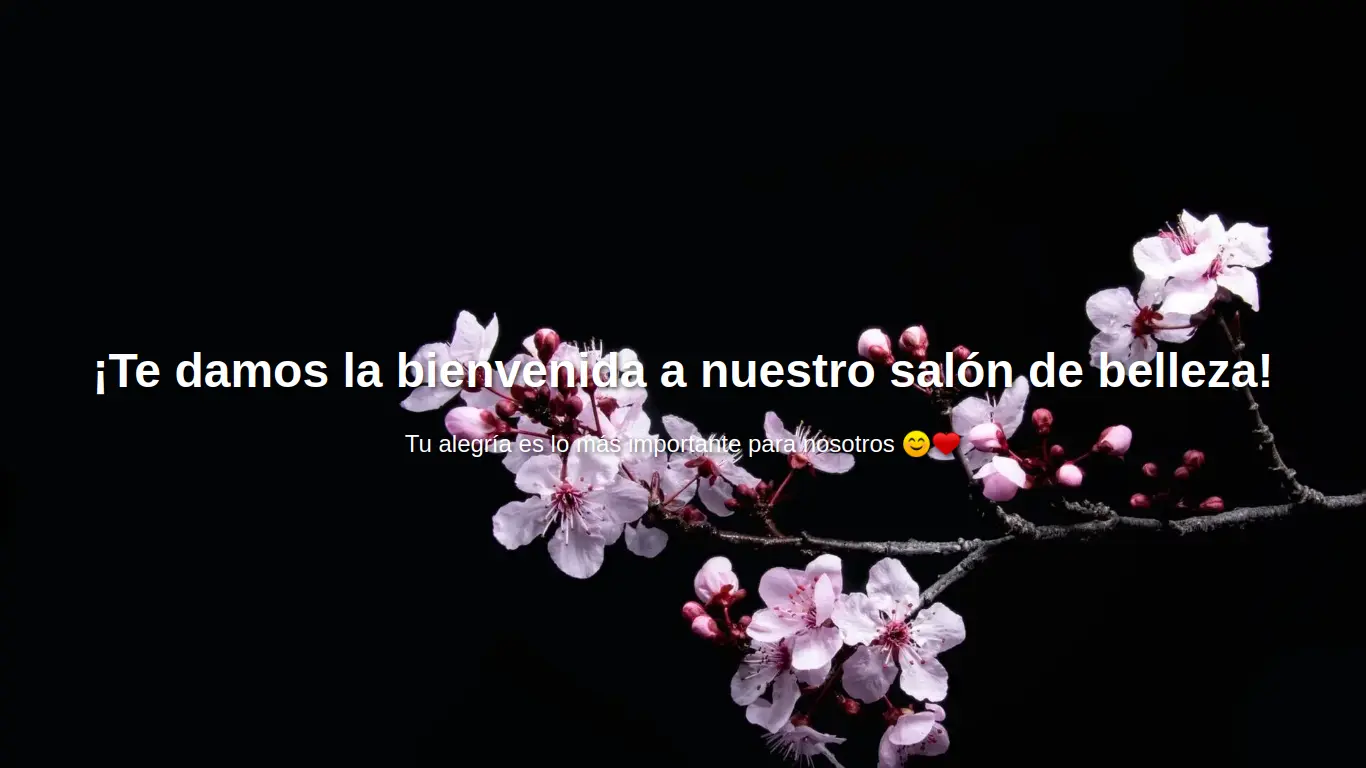 ¡Te damos la bienvenida a nuestro salón de belleza!
Tu alegría es lo más importante para nosotros 😊❤️